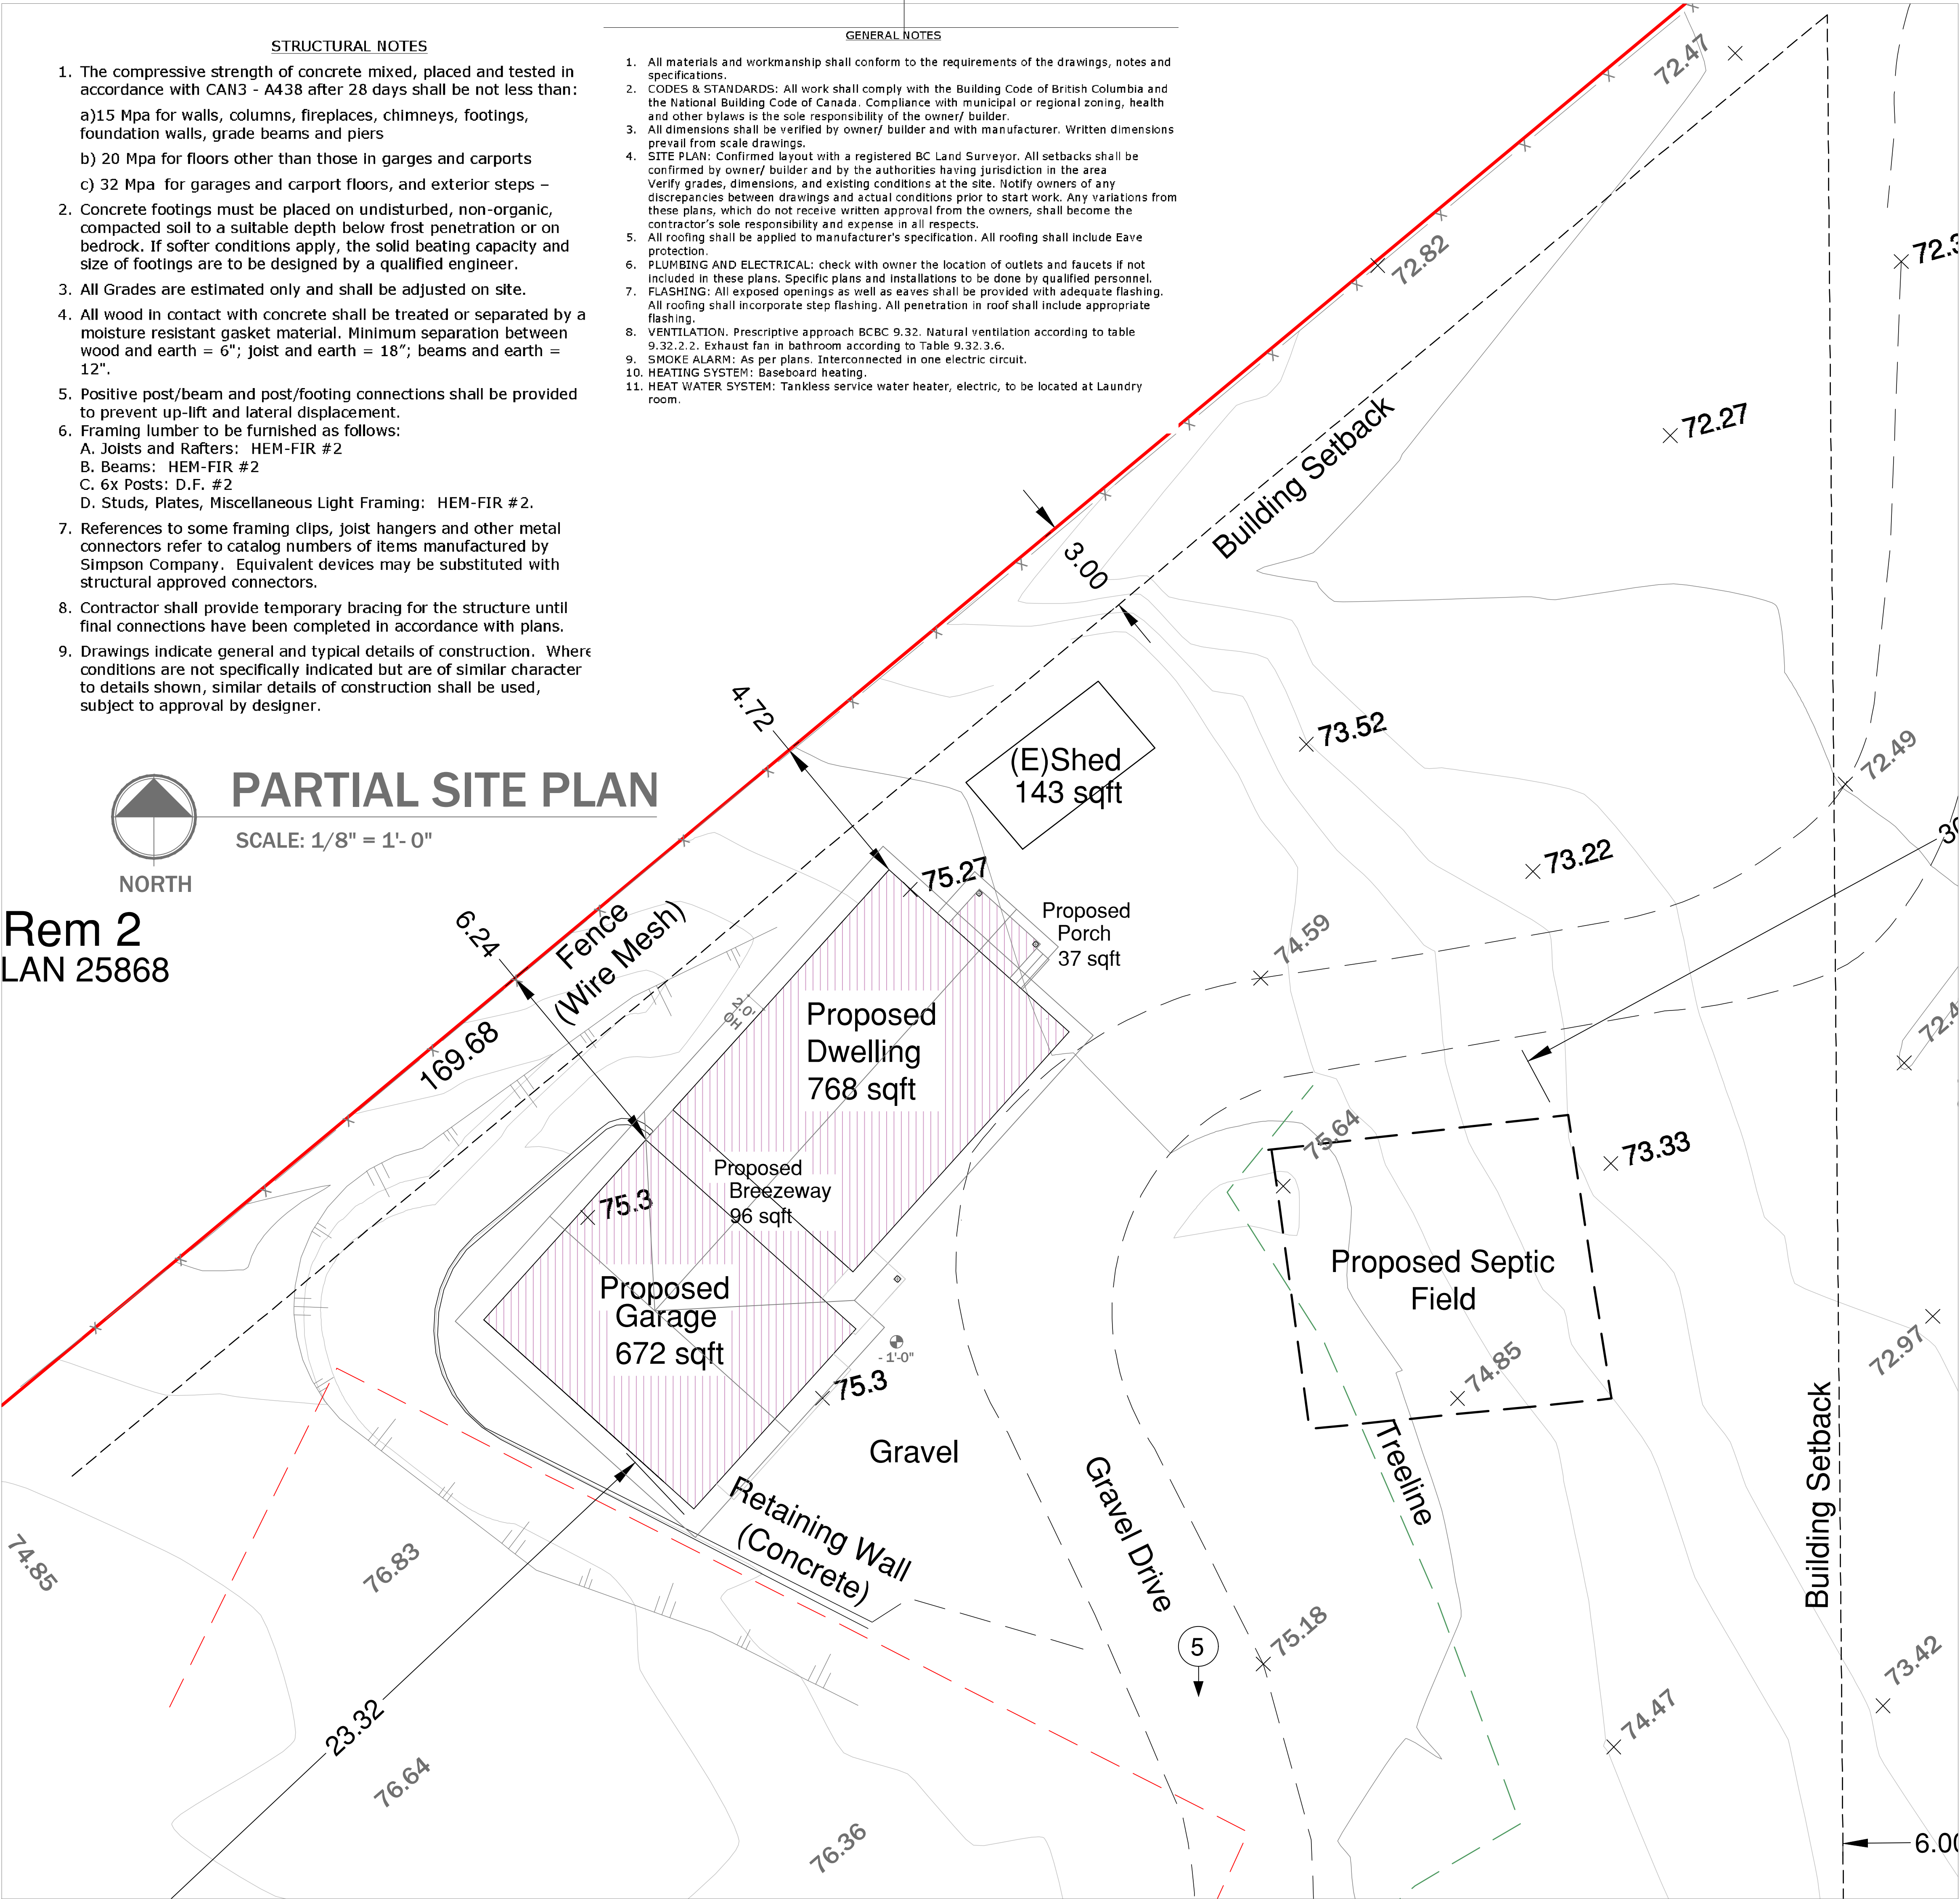 STRUCTURAL NOTES
1. The compressive strength of concrete mixed, placed and tested in
accordance with CAN3 - A438 after 28 days shall be not less than:
a)15 Mpa for walls, columns, fireplaces, chimneys, footings,
foundation walls, grade beams and piers
b) 20 Mpa for floors other than those in garges and carports
c) 32 Mpa for garages and carport floors, and exterior steps –
2. Concrete footings must be placed on undisturbed, non-organic,
compacted soil to a suitable depth below frost penetration or on
bedrock. If softer conditions apply, the solid beating capacity and
size of footings are to be designed by a qualified engineer.
3. All Grades are estimated only and shall be adjusted on site.
4. All wood in contact with concrete shall be treated or separated by a
moisture resistant gasket material. Minimum separation between
wood and earth = 6"; joist and earth = 18"; beams and earth =
12".
5. Positive post/beam and post/footing connections shall be provided
to prevent up-lift and lateral displacement.
6. Framing lumber to be furnished as follows:
A. Joists and Rafters: HEM-FIR #2
B. Beams: HEM-FIR #2
C. 6x Posts: D.F. #2
D. Studs, Plates, Miscellaneous Light Framing: HEM-FIR #2.
7. References to some framing clips, joist hangers and other metal
connectors refer to catalog numbers of items manufactured by
Simpson Company. Equivalent devices may be substituted with
structural approved connectors.
8. Contractor shall provide temporary bracing for the structure until
final connections have been completed in accordance with plans.
9. Drawings indicate general and typical details of construction. Where
conditions are not specifically indicated but are of similar character
to details shown, similar details of construction shall be used,
subject to approval by designer.
GENERAL NOTES
1. All materials and workmanship shall conform to the requirements of the drawings, notes and
specifications.
2. CODES & STANDARDS: All work shall comply with the Building Code of British Columbia and
the National Building Code of Canada. Compliance with municipal or regional zoning, health
and other bylaws is the sole responsibility of the owner/ builder.
3. All dimensions shall be verified by owner/ builder and with manufacturer. Written dimensions
prevail from scale drawings.
4. SITE PLAN: Confirmed layout with a registered BC Land Surveyor. All setbacks shall be
confirmed by owner/ builder and by the authorities having jurisdiction in the area
Verify grades, dimensions, and existing conditions at the site. Notify owners of any
discrepancies between drawings and actual conditions prior to start work. Any variations from
these plans, which do not receive written approval from the owners, shall become the
contractor's sole responsibility and expense in all respects.
5. All roofing shall be applied to manufacturer's specification. All roofing shall include Eave
protection.
6. PLUMBING AND ELECTRICAL: check with owner the location of outlets and faucets if not
included in these plans. Specific plans and installations to be done by qualified personnel.
7. FLASHING: All exposed openings as well as eaves shall be provided with adequate flashing.
All roofing shall incorporate step flashing. All penetration in roof shall include appropriate
flashing.
8. VENTILATION. Prescriptive approach BCBC 9.32. Natural ventilation according to table
9.32.2.2. Exhaust fan in bathroom according to Table 9.32.3.6.
9. SMOKE ALARM: As per plans. Interconnected in one electric circuit.
10. HEATING SYSTEM: Baseboard heating.
11. HEAT WATER SYSTEM: Tankless service water heater, electric, to be located at Laundry
room.
PARTIAL SITE PLAN
SCALE: 1/8" = 1'- 0"
NORTH
Rem 2
LAN 25868
72.47
72.82
72.3
72.27
Building Setback
3.00
4.72
(E)Shed
143 sqft
73.52
72.49
73.22
30
75.27
Proposed
Porch
37 sqft
74.59
6.24
Fence
(Wire Mesh)
169.68
2.0'
OH
Proposed
Dwelling
768 sqft
72.4
75.64
73.33
Proposed
Breezeway
96 sqft
75.3
Proposed
Garage
672 sqft
- 1'-0"
75.3
Proposed Septic
Field
74.85
72.97
Gravel
Gravel Drive
Treeline
Building Setback
Retaining Wall
(Concrete)
74.85
76.83
5
75.18
73.42
74.47
23.32
76.64
76.36
6.00